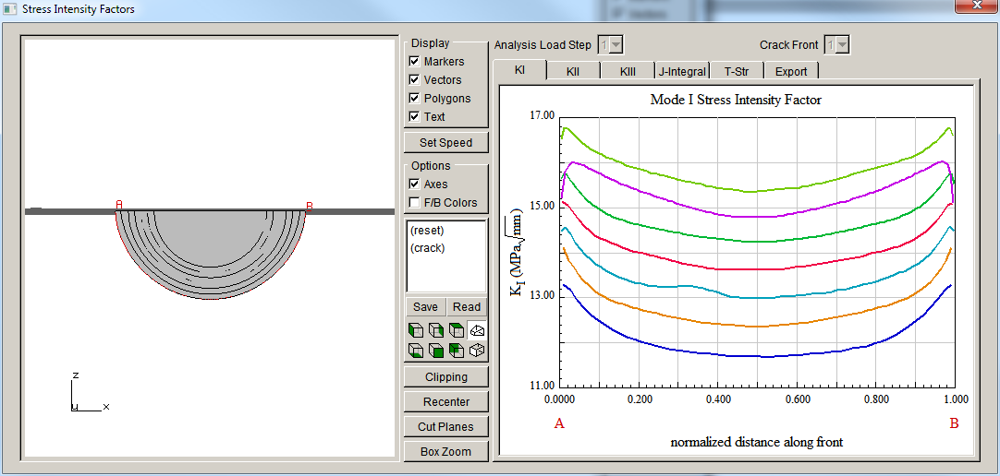 Stress Intensity Factors
A
B
z
y
x
Display
Markers
Vectors
Polygons
Text
Set Speed
Options
Axes
F/B Colors
(reset)
(crack)
Save Read
Clipping
Recenter
Cut Planes
Box Zoom
Analysis Load Step 1
Crack Front 1
KI KII KIII J-Integral T-Str Export
Mode I Stress Intensity Factor
17.00
15.00
13.00
11.00
K_I (MPa√mm)
0.0000 0.200 0.400 0.600 0.800 1.000
A B
normalized distance along front